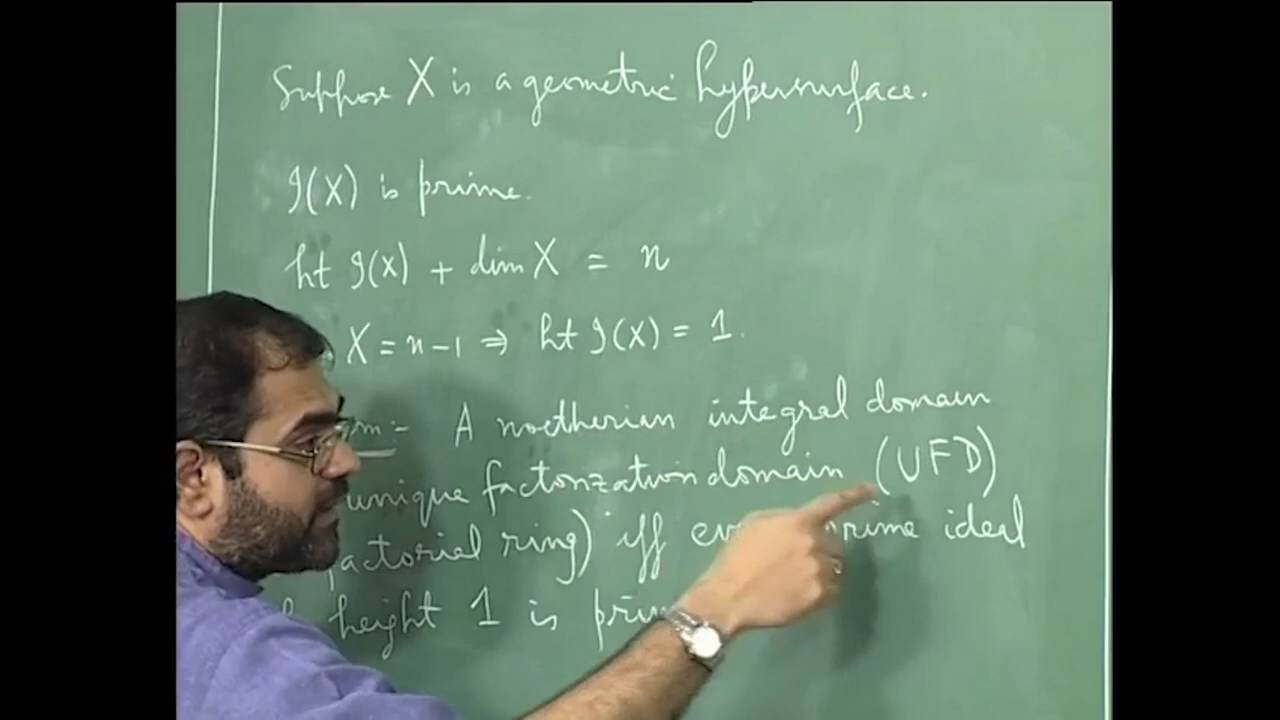 Suppose X is a geometric hypersurface.
I(X) is prime.
ht I(X) + dim X = n
X = n-1 ⇒ ht I(X) = 1.
A noetherian integral domain
unique factorization domain (UFD)
factorial ring) iff prime ideal
height 1 is